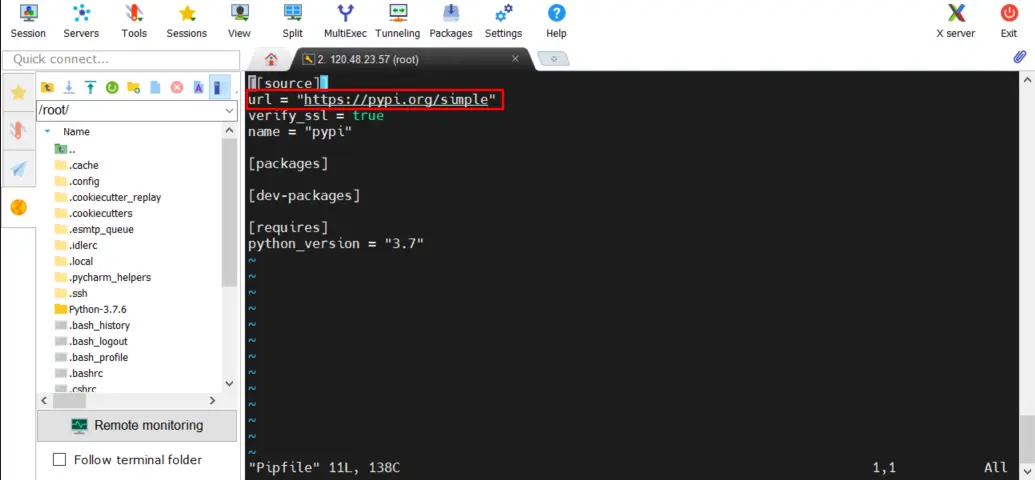 Session Servers Tools Sessions View Split MultiExec Tunneling Packages Settings Help X server Exit
Quick connect...
2. 120.48.23.57 (root)
/root/
Name
..
.cache
.config
.cookiecutter_replay
.cookiecutters
.esmtp_queue
.idlerc
.local
.pycharm_helpers
.ssh
Python-3.7.6
.bash_history
.bash_logout
.bash_profile
.bashrc
.cshrc
Remote monitoring
Follow terminal folder
[[source]]
url = "https://pypi.org/simple"
verify_ssl = true
name = "pypi"
[packages]
[dev-packages]
[requires]
python_version = "3.7"
~
~
~
~
~
~
~
~
~
~
~
~
~
"Pipfile" 11L, 138C 1,1 All